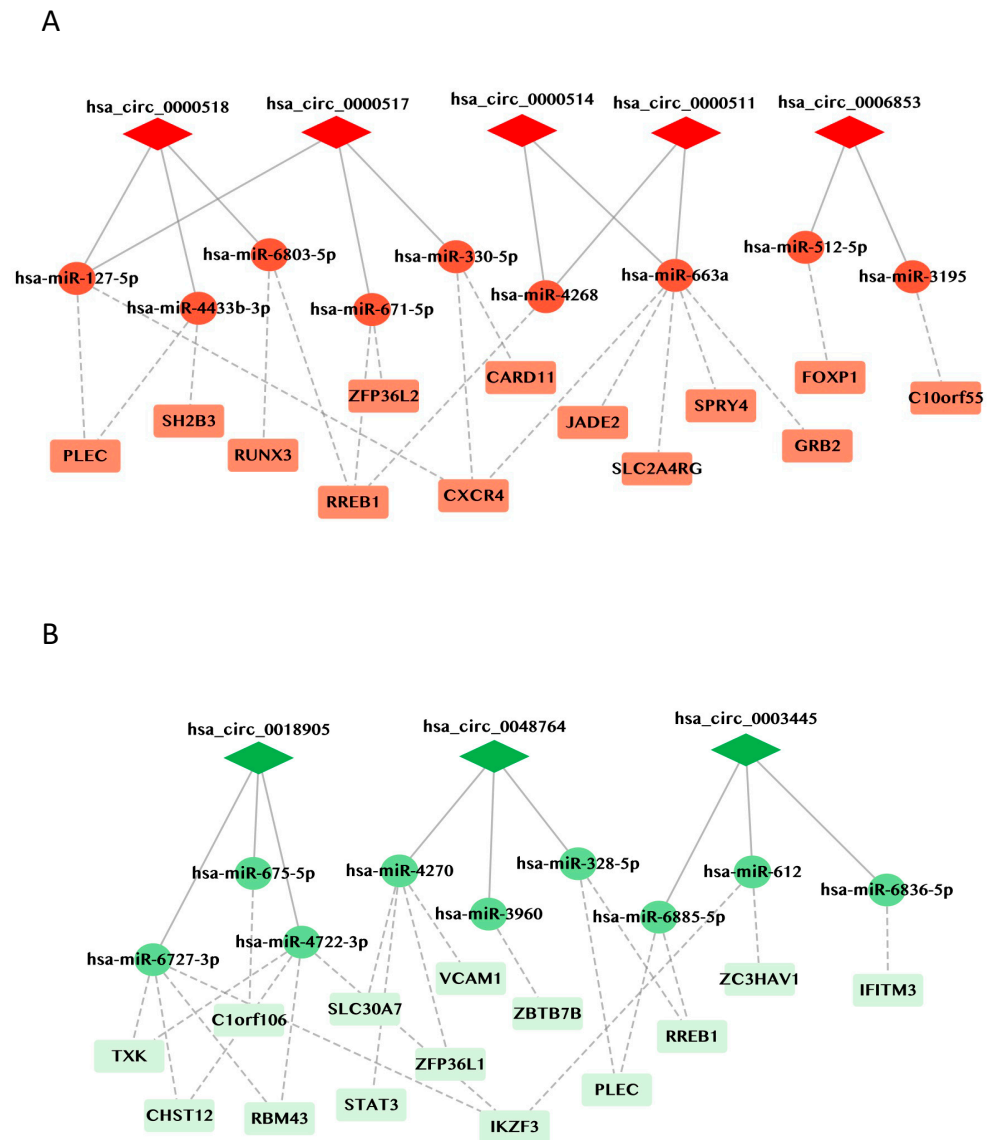 A
hsa_circ_0000518
hsa_circ_0000517
hsa_circ_0000514
hsa_circ_0000511
hsa_circ_0006853
hsa-miR-127-5p
hsa-miR-6803-5p
hsa-miR-4433b-3p
hsa-miR-671-5p
hsa-miR-330-5p
hsa-miR-4268
hsa-miR-663a
hsa-miR-512-5p
hsa-miR-3195
PLEC
SH2B3
RUNX3
ZFP36L2
RREB1
CARD11
CXCR4
JADE2
SLC2A4RG
SPRY4
GRB2
FOXP1
C10orf55
B
hsa_circ_0018905
hsa_circ_0048764
hsa_circ_0003445
hsa-miR-675-5p
hsa-miR-4270
hsa-miR-328-5p
hsa-miR-612
hsa-miR-6836-5p
hsa-miR-3960
hsa-miR-6885-5p
hsa-miR-4722-3p
hsa-miR-6727-3p
VCAM1
ZC3HAV1
IFITM3
SLC30A7
ZBTB7B
C1orf106
RREB1
TXK
ZFP36L1
PLEC
STAT3
CHST12
RBM43
IKZF3